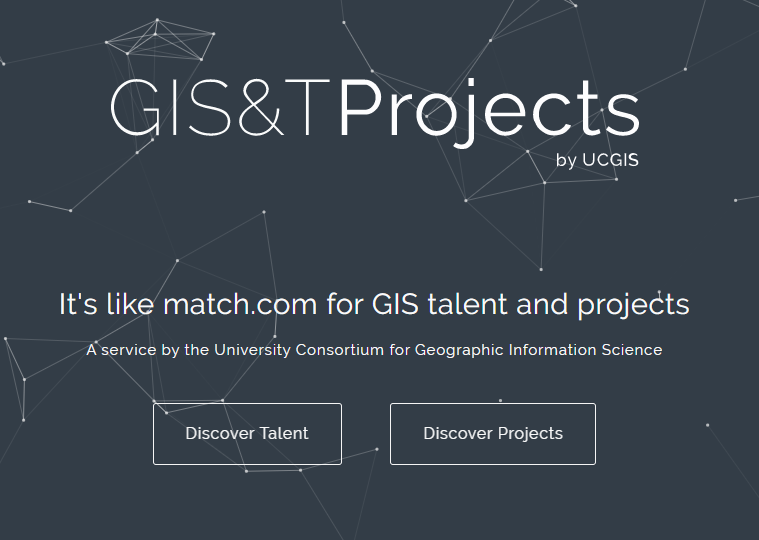 GIS&TProjects
by UCGIS
It's like match.com for GIS talent and projects
A service by the University Consortium for Geographic Information Science
Discover Talent
Discover Projects